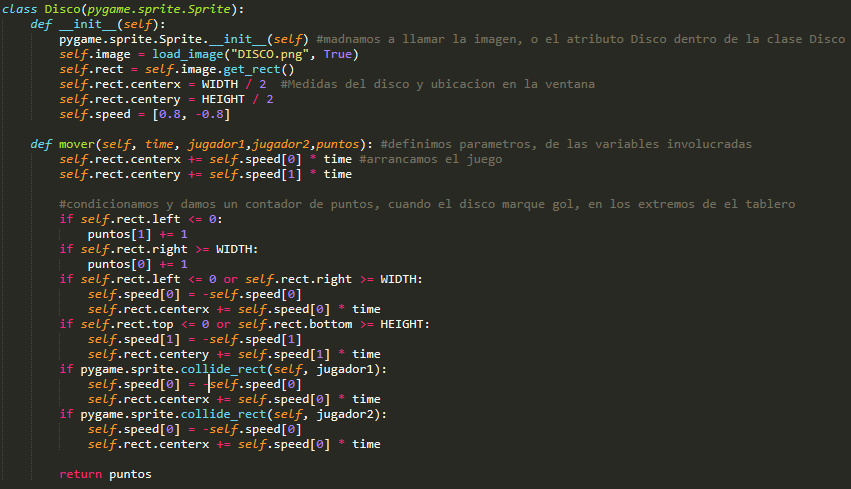 class Disco(pygame.sprite.Sprite):
    def __init__(self):
        pygame.sprite.Sprite.__init__(self) #madnamos a llamar la imagen, o el atributo Disco dentro de la clase Disco
        self.image = load_image("DISCO.png", True)
        self.rect = self.image.get_rect()
        self.rect.centerx = WIDTH / 2  #Medidas del disco y ubicacion en la ventana
        self.rect.centery = HEIGHT / 2
        self.speed = [0.8, -0.8]

    def mover(self, time, jugador1,jugador2,puntos): #definimos parametros, de las variables involucradas
        self.rect.centerx += self.speed[0] * time #arrancamos el juego
        self.rect.centery += self.speed[1] * time

        #condicionamos y damos un contador de puntos, cuando el disco marque gol, en los extremos de el tablero
        if self.rect.left <= 0:
            puntos[1] += 1
        if self.rect.right >= WIDTH:
            puntos[0] += 1
        if self.rect.left <= 0 or self.rect.right >= WIDTH:
            self.speed[0] = -self.speed[0]
            self.rect.centerx += self.speed[0] * time
        if self.rect.top <= 0 or self.rect.bottom >= HEIGHT:
            self.speed[1] = -self.speed[1]
            self.rect.centery += self.speed[1] * time
        if pygame.sprite.collide_rect(self, jugador1):
            self.speed[0] = -self.speed[0]
            self.rect.centerx += self.speed[0] * time
        if pygame.sprite.collide_rect(self, jugador2):
            self.speed[0] = -self.speed[0]
            self.rect.centerx += self.speed[0] * time

        return puntos